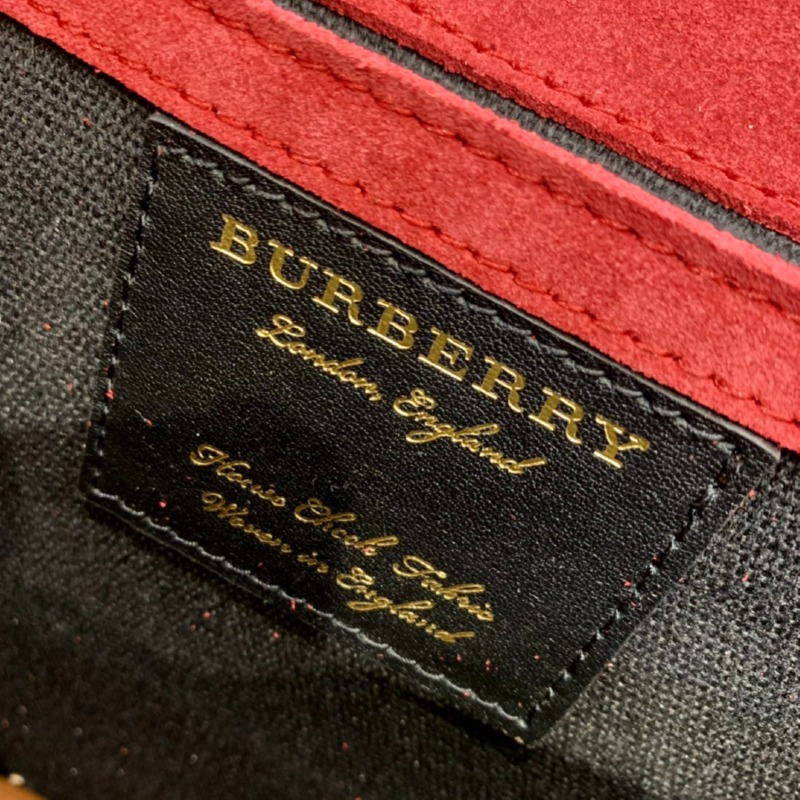 BURBERRY
London, England
House Check Fabric
Woven in England